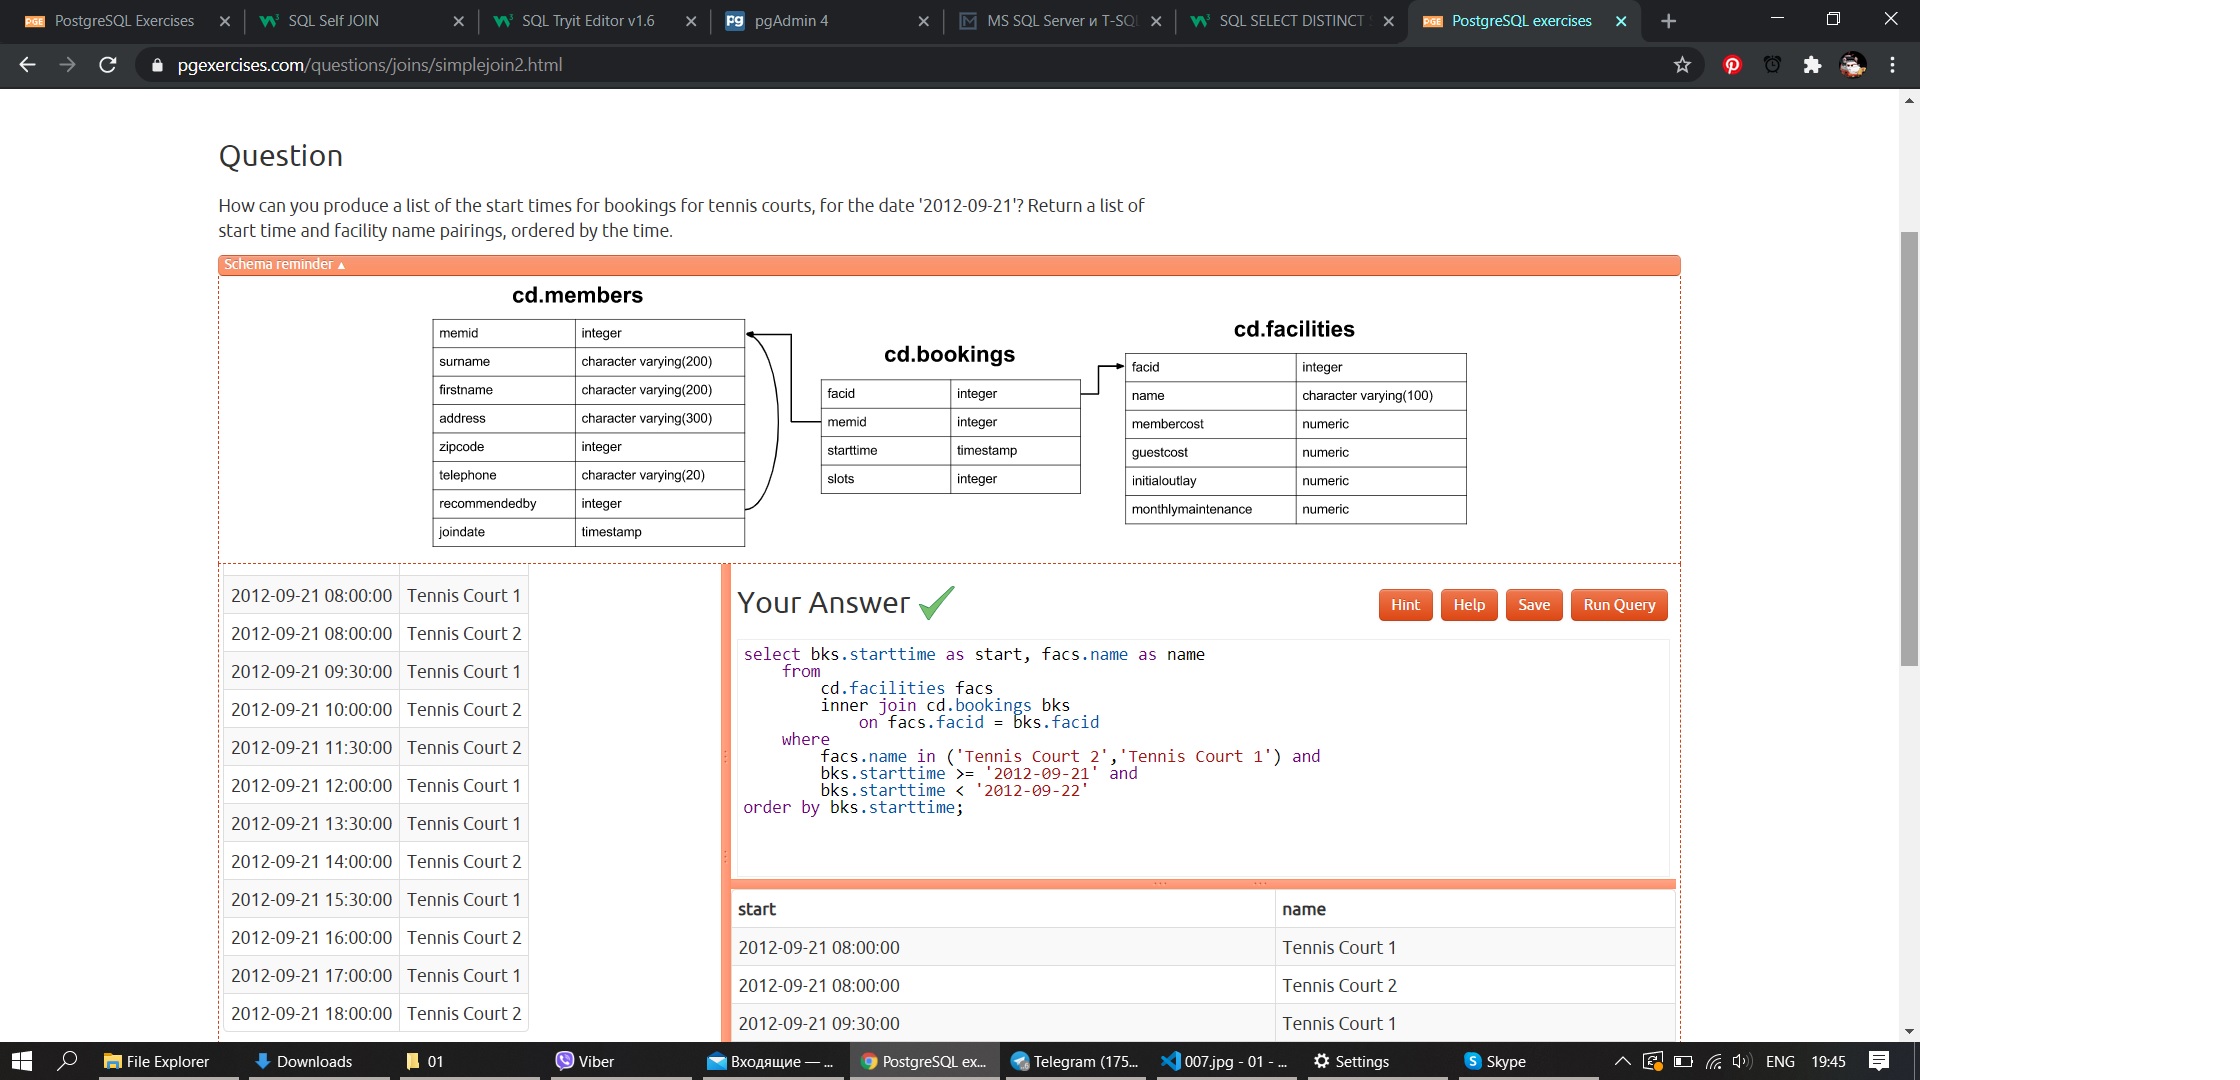 PostgreSQL Exercises
SQL Self JOIN
SQL Tryit Editor v1.6
pgAdmin 4
MS SQL Server и T-SQL
SQL SELECT DISTINCT
PostgreSQL exercises
pgexercises.com/questions/joins/simplejoin2.html
Question
How can you produce a list of the start times for bookings for tennis courts, for the date '2012-09-21'? Return a list of
start time and facility name pairings, ordered by the time.
Schema reminder ▴
cd.members
memid integer
surname character varying(200)
firstname character varying(200)
address character varying(300)
zipcode integer
telephone character varying(20)
recommendedby integer
joindate timestamp
cd.bookings
facid integer
memid integer
starttime timestamp
slots integer
cd.facilities
facid integer
name character varying(100)
membercost numeric
guestcost numeric
initialoutlay numeric
monthlymaintenance numeric
2012-09-21 08:00:00 Tennis Court 1
2012-09-21 08:00:00 Tennis Court 2
2012-09-21 09:30:00 Tennis Court 1
2012-09-21 10:00:00 Tennis Court 2
2012-09-21 11:30:00 Tennis Court 2
2012-09-21 12:00:00 Tennis Court 1
2012-09-21 13:30:00 Tennis Court 1
2012-09-21 14:00:00 Tennis Court 2
2012-09-21 15:30:00 Tennis Court 1
2012-09-21 16:00:00 Tennis Court 2
2012-09-21 17:00:00 Tennis Court 1
2012-09-21 18:00:00 Tennis Court 2
Your Answer
Hint Help Save Run Query
select bks.starttime as start, facs.name as name
from
cd.facilities facs
inner join cd.bookings bks
on facs.facid = bks.facid
where
facs.name in ('Tennis Court 2','Tennis Court 1') and
bks.starttime >= '2012-09-21' and
bks.starttime < '2012-09-22'
order by bks.starttime;
start name
2012-09-21 08:00:00 Tennis Court 1
2012-09-21 08:00:00 Tennis Court 2
2012-09-21 09:30:00 Tennis Court 1
File Explorer Downloads 01 Viber Входящие — ... PostgreSQL ex... Telegram (175... 007.jpg - 01 - ... Settings Skype ENG 19:45